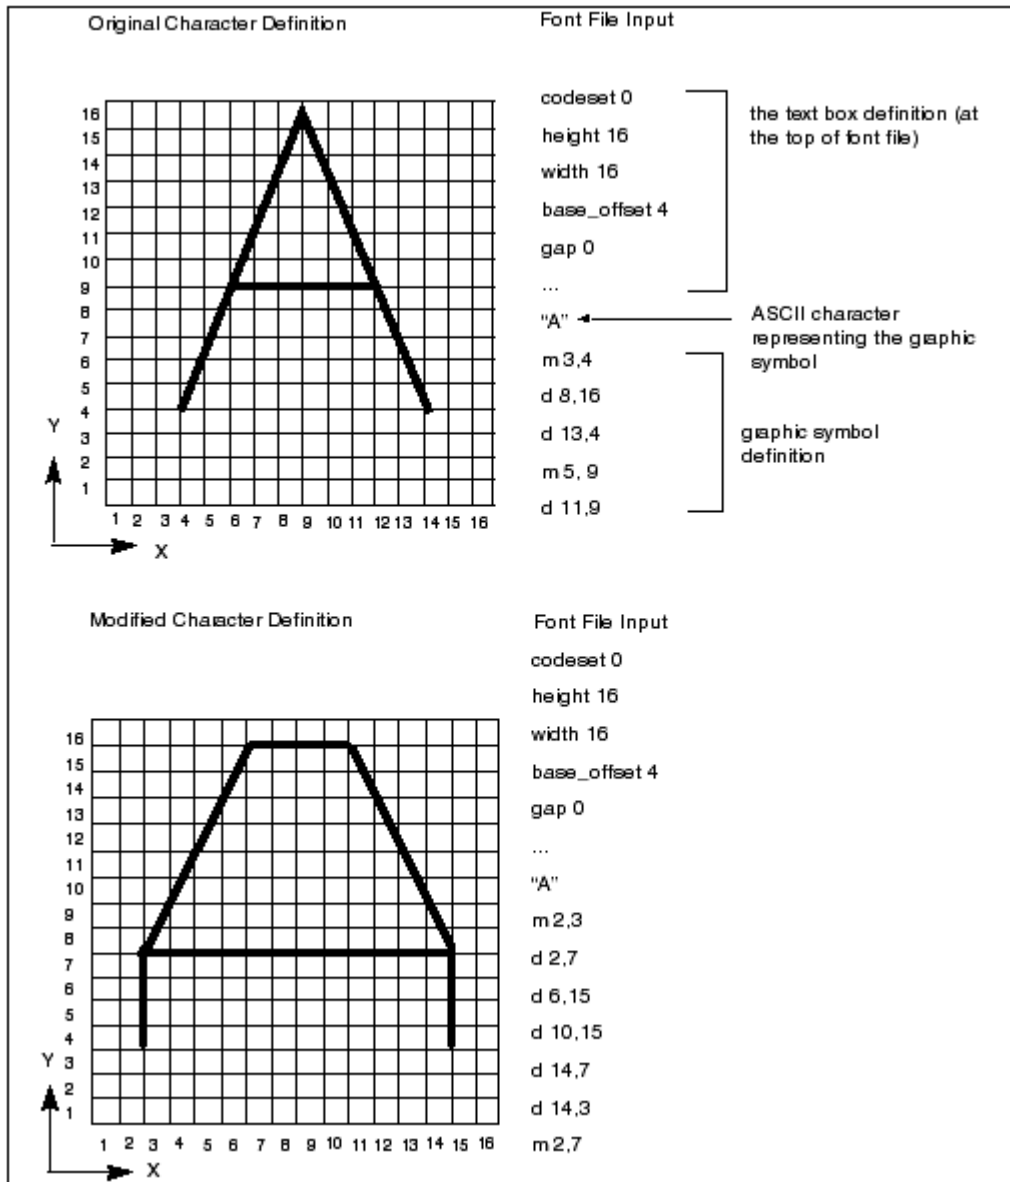 Original Character Definition
Font File Input
16
15
14
13
12
11
10
9
8
7
6
5
4
3
2
1
Y
1 2 3 4 5 6 7 8 9 10 11 12 13 14 15 16
X
codeset 0
height 16
width 16
base_offset 4
gap 0
...
“A”
m 3,4
d 8,16
d 13,4
m 5, 9
d 11,9
the text box definition (at
the top of font file)
ASCII character
representing the graphic
symbol
graphic symbol
definition
Modified Character Definition
Font File Input
16
15
14
13
12
11
10
9
8
7
6
5
4
3
2
1
Y
1 2 3 4 5 6 7 8 9 10 11 12 13 14 15 16
X
codeset 0
height 16
width 16
base_offset 4
gap 0
...
“A”
m 2,3
d 2,7
d 6,15
d 10,15
d 14,7
d 14,3
m 2,7